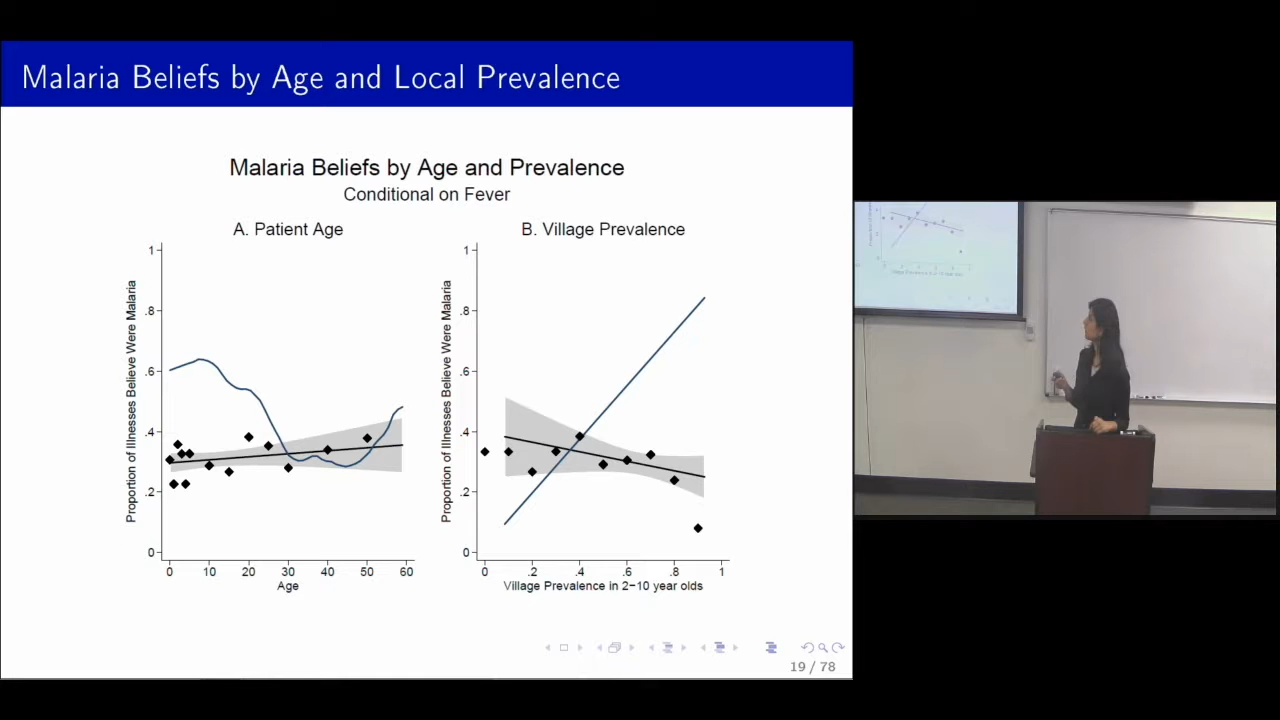 Malaria Beliefs by Age and Local Prevalence
Malaria Beliefs by Age and Prevalence
Conditional on Fever
A. Patient Age
Proportion of Illnesses Believe Were Malaria
1
.8
.6
.4
.2
0
0 10 20 30 40 50 60
Age
B. Village Prevalence
Proportion of Illnesses Believe Were Malaria
1
.8
.6
.4
.2
0
0 .2 .4 .6 .8 1
Village Prevalence in 2−10 year olds
19 / 78